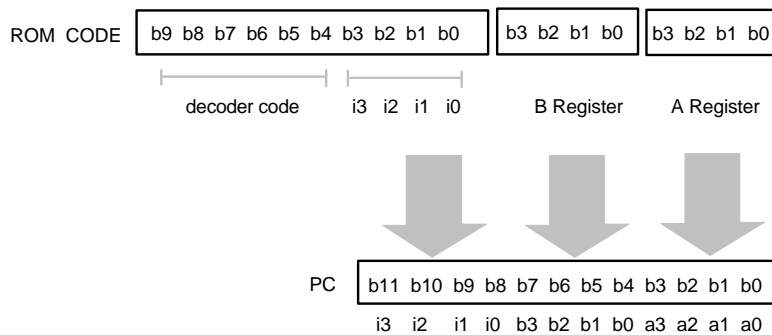 ROM CODE b9 b8 b7 b6 b5 b4 b3 b2 b1 b0 b3 b2 b1 b0 b3 b2 b1 b0
decoder code i3 i2 i1 i0 B Register A Register
PC b11 b10 b9 b8 b7 b6 b5 b4 b3 b2 b1 b0
i3 i2 i1 i0 b3 b2 b1 b0 a3 a2 a1 a0